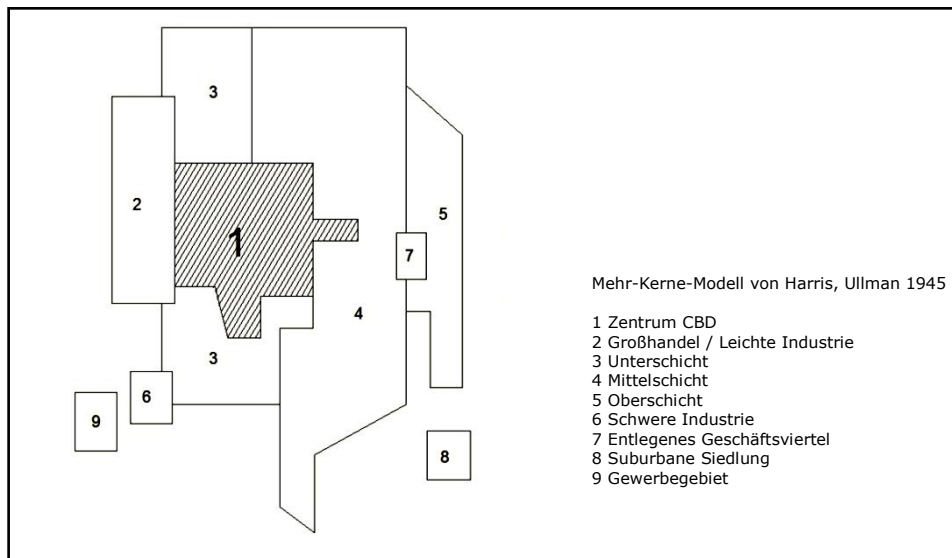 3
2
5
1
7
4
3
6
9
8
Mehr-Kerne-Modell von Harris, Ullman 1945
1 Zentrum CBD
2 Großhandel / Leichte Industrie
3 Unterschicht
4 Mittelschicht
5 Oberschicht
6 Schwere Industrie
7 Entlegenes Geschäftsviertel
8 Suburbane Siedlung
9 Gewerbegebiet